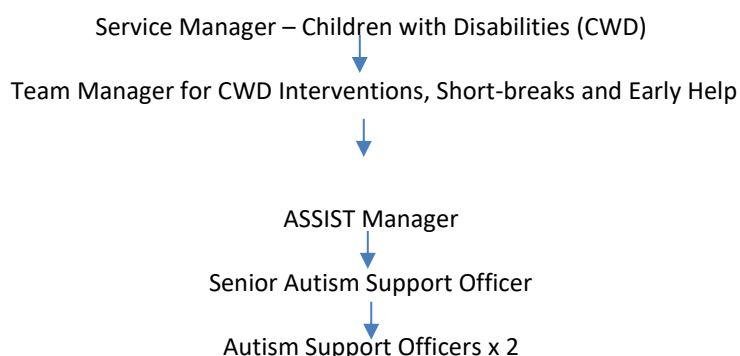 Service Manager – Children with Disabilities (CWD)
Team Manager for CWD Interventions, Short-breaks and Early Help
ASSIST Manager
Senior Autism Support Officer
Autism Support Officers x 2